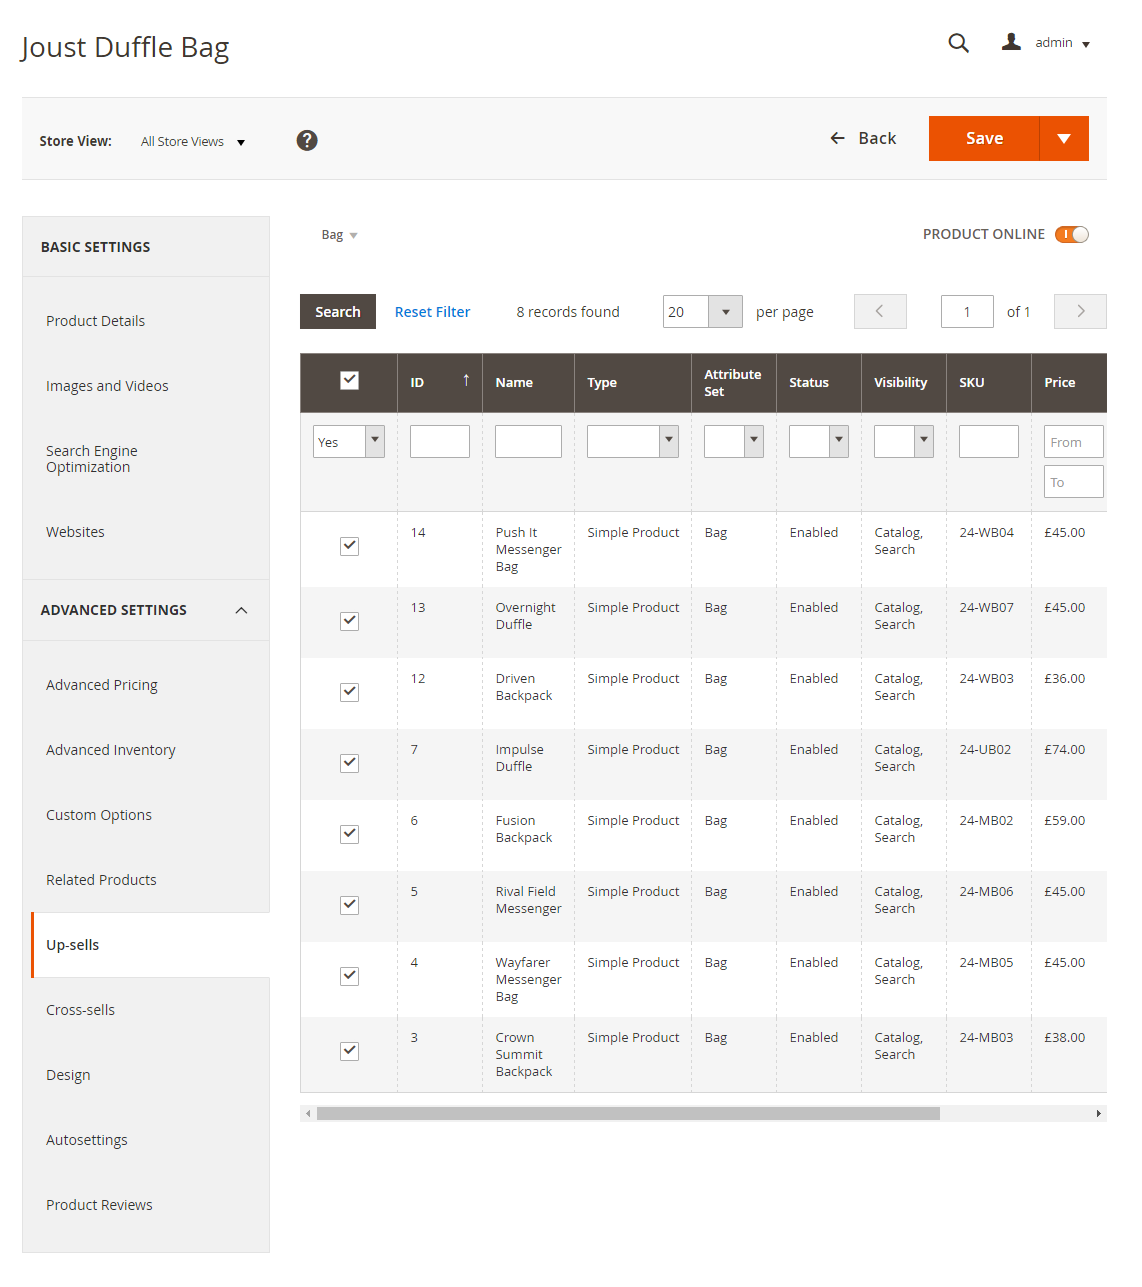 Joust Duffle Bag
admin
Store View: All Store Views ? Back Save
BASIC SETTINGS
Product Details
Images and Videos
Search Engine
Optimization
Websites
ADVANCED SETTINGS
Advanced Pricing
Advanced Inventory
Custom Options
Related Products
Up-sells
Cross-sells
Design
Autosettings
Product Reviews
Bag
PRODUCT ONLINE
Search Reset Filter 8 records found 20 per page 1 of 1
ID ↑ Name Type Attribute Set Status Visibility SKU Price
Yes From
To
14 Push It Messenger Bag Simple Product Bag Enabled Catalog, Search 24-WB04 £45.00
13 Overnight Duffle Simple Product Bag Enabled Catalog, Search 24-WB07 £45.00
12 Driven Backpack Simple Product Bag Enabled Catalog, Search 24-WB03 £36.00
7 Impulse Duffle Simple Product Bag Enabled Catalog, Search 24-UB02 £74.00
6 Fusion Backpack Simple Product Bag Enabled Catalog, Search 24-MB02 £59.00
5 Rival Field Messenger Simple Product Bag Enabled Catalog, Search 24-MB06 £45.00
4 Wayfarer Messenger Bag Simple Product Bag Enabled Catalog, Search 24-MB05 £45.00
3 Crown Summit Backpack Simple Product Bag Enabled Catalog, Search 24-MB03 £38.00